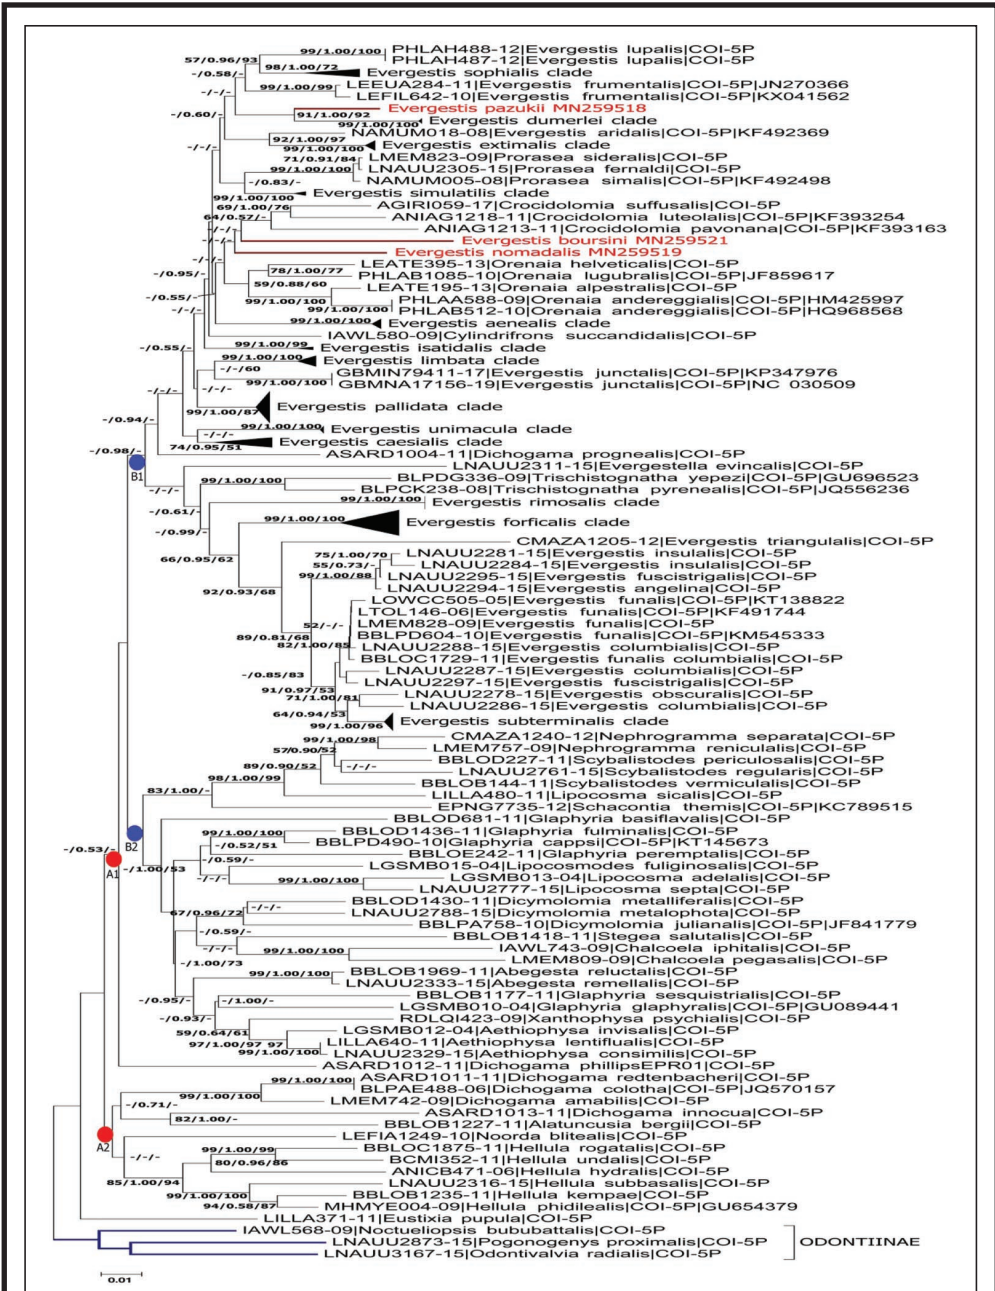 99/1.00/100 PHLAH488-12|Evergestis lupalis|COI-5P
57/0.96/93 PHLAH487-12|Evergestis lupalis|COI-5P
-/0.58/- 98/1.00/72 Evergestis sophialis clade
99/1.00/99 LEEUA284-11|Evergestis frumentalis|COI-5P|JN270366
-/-/- LEFIL642-10|Evergestis frumentalis|COI-5P|KX041562
-/0.60/- Evergestis pazukii MN259518
91/1.00/92
99/1.00/100 Evergestis dumerlei clade
NAMUM018-08|Evergestis aridalis|COI-5P|KF492369
92/1.00/97
-/-/- 99/1.00/100 Evergestis extimalis clade
71/0.91/84 LMEM823-09|Prorasea sideralis|COI-5P
99/1.00/100 LNAUU2305-15|Prorasea fernaldi|COI-5P
-/0.83/- NAMUM005-08|Prorasea simalis|COI-5P|KF492498
99/1.00/100 Evergestis simulatilis clade
69/1.00/76 AGIRI059-17|Crocidolomia suffusalis|COI-5P
64/0.57/- ANIAG1218-11|Crocidolomia luteolalis|COI-5P|KF393254
-/-/- ANIAG1213-11|Crocidolomia pavonana|COI-5P|KF393163
-/-/- Evergestis boursini MN259521
Evergestis nomadalis MN259519
LEATE395-13|Orenaia helveticalis|COI-5P
-/0.95/- 78/1.00/77 PHLAB1085-10|Orenaia lugubralis|COI-5P|JF859617
59/0.88/60 LEATE195-13|Orenaia alpestralis|COI-5P
-/0.55/- 99/1.00/100 PHLAA588-09|Orenaia andereggialis|COI-5P|HM425997
-/-/- 99/1.00/100 PHLAB512-10|Orenaia andereggialis|COI-5P|HQ968568
99/1.00/100 Evergestis aenealis clade
IAWL580-09|Cylindrifrons succandidalis|COI-5P
-/0.55/- 99/1.00/99 Evergestis isatidalis clade
99/1.00/100 Evergestis limbata clade
-/-/60 GBMIN79411-17|Evergestis junctalis|COI-5P|KP347976
-/-/- -/-/- 99/1.00/100 GBMNA17156-19|Evergestis junctalis|COI-5P|NC 030509
99/1.00/87 Evergestis pallidata clade
-/0.94/- 99/1.00/100
-/-/- Evergestis unimacula clade
74/0.95/51 Evergestis caesialis clade
-/0.98/- ASARD1004-11|Dichogama prognealis|COI-5P
B1 LNAUU2311-15|Evergestella evincalis|COI-5P
-/-/- 99/1.00/100 BLPDG336-09|Trischistognatha yepezi|COI-5P|GU696523
BLPCK238-08|Trischistognatha pyrenealis|COI-5P|JQ556236
-/0.61/- 99/1.00/100 Evergestis rimosalis clade
-/0.99/- 99/1.00/100 Evergestis forficalis clade
CMAZA1205-12|Evergestis triangulalis|COI-5P
66/0.95/62 75/1.00/70 LNAUU2281-15|Evergestis insulalis|COI-5P
55/0.73/- LNAUU2284-15|Evergestis insulalis|COI-5P
99/1.00/88 LNAUU2295-15|Evergestis fuscistrigalis|COI-5P
92/0.93/68 LNAUU2294-15|Evergestis angelina|COI-5P
LOWCC505-05|Evergestis funalis|COI-5P|KT138822
LTOL146-06|Evergestis funalis|COI-5P|KF491744
52/-/- LMEM828-09|Evergestis funalis|COI-5P
89/0.81/68 BBLPD604-10|Evergestis funalis|COI-5P|KM545333
82/1.00/85 LNAUU2288-15|Evergestis columbialis|COI-5P
BBLOC1729-11|Evergestis funalis columbialis|COI-5P
-/0.85/83 LNAUU2287-15|Evergestis columbialis|COI-5P
LNAUU2297-15|Evergestis fuscistrigalis|COI-5P
91/0.97/53
71/1.00/81 LNAUU2278-15|Evergestis obscuralis|COI-5P
LNAUU2286-15|Evergestis columbialis|COI-5P
64/0.94/53
99/1.00/96 Evergestis subterminalis clade
99/1.00/98 CMAZA1240-12|Nephrogramma separata|COI-5P
57/0.90/52 LMEM757-09|Nephrogramma reniculalis|COI-5P
89/0.90/52 BBLOD227-11|Scybalistodes periculosalis|COI-5P
-/-/- LNAUU2761-15|Scybalistodes regularis|COI-5P
98/1.00/99 BBLOB144-11|Scybalistodes vermiculalis|COI-5P
83/1.00/- LILLA480-11|Lipocosma sicalis|COI-5P
EPNG7735-12|Schacontia themis|COI-5P|KC789515
BBLOD681-11|Glaphyria basiflavalis|COI-5P
B2 99/1.00/100 BBLOD1436-11|Glaphyria fulminalis|COI-5P
-/0.53/- -/0.52/51 BBLPD490-10|Glaphyria cappsi|COI-5P|KT145673
BBLOE242-11|Glaphyria peremptalis|COI-5P
A1 -/1.00/53 -/0.59/- LGSMB015-04|Lipocosmodes fuliginosalis|COI-5P
-/-/- 99/1.00/100 LGSMB013-04|Lipocosma adelalis|COI-5P
LNAUU2777-15|Lipocosma septa|COI-5P
-/-/- BBLOD1430-11|Dicymolomia metalliferalis|COI-5P
67/0.96/72 LNAUU2788-15|Dicymolomia metalophota|COI-5P
BBLPA758-10|Dicymolomia julianalis|COI-5P|JF841779
-/0.59/- BBLOB1418-11|Stegea salutalis|COI-5P
-/-/- 99/1.00/100 IAWL743-09|Chalcoela iphitalis|COI-5P
-/1.00/73 LMEM809-09|Chalcoela pegasalis|COI-5P
99/1.00/100 BBLOB1969-11|Abegesta reluctalis|COI-5P
LNAUU2333-15|Abegesta remellalis|COI-5P
-/0.95/- -/1.00/- BBLOB1177-11|Glaphyria sesquistrialis|COI-5P
LGSMB010-04|Glaphyria glaphyralis|COI-5P|GU089441
-/0.93/- RDLQI423-09|Xanthophysa psychialis|COI-5P
59/0.64/61 LGSMB012-04|Aethiophysa invisalis|COI-5P
97/1.00/97 97 LILLA640-11|Aethiophysa lentiflualis|COI-5P
99/1.00/100 LNAUU2329-15|Aethiophysa consimilis|COI-5P
ASARD1012-11|Dichogama phillipsEPR01|COI-5P
99/1.00/100 ASARD1011-11|Dichogama redtenbacheri|COI-5P
BLPAE488-06|Dichogama colotha|COI-5P|JQ570157
-/0.71/- 99/1.00/100 LMEM742-09|Dichogama amabilis|COI-5P
82/1.00/- ASARD1013-11|Dichogama innocua|COI-5P
BBLOB1227-11|Alatuncusia bergii|COI-5P
A2 LEFIA1249-10|Noorda blitealis|COI-5P
-/-/- 99/1.00/99 BBLOC1875-11|Hellula rogatalis|COI-5P
80/0.96/86 BCMI352-11|Hellula undalis|COI-5P
ANICB471-06|Hellula hydralis|COI-5P
85/1.00/94 LNAUU2316-15|Hellula subbasalis|COI-5P
99/1.00/100 BBLOB1235-11|Hellula kempae|COI-5P
94/0.58/87 MHMYE004-09|Hellula phidilealis|COI-5P|GU654379
LILLA371-11|Eustixia pupula|COI-5P
IAWL568-09|Noctueliopsis bububattalis|COI-5P
LNAUU2873-15|Pogonogenys proximalis|COI-5P ODONTIINAE
LNAUU3167-15|Odontivalvia radialis|COI-5P
0.01